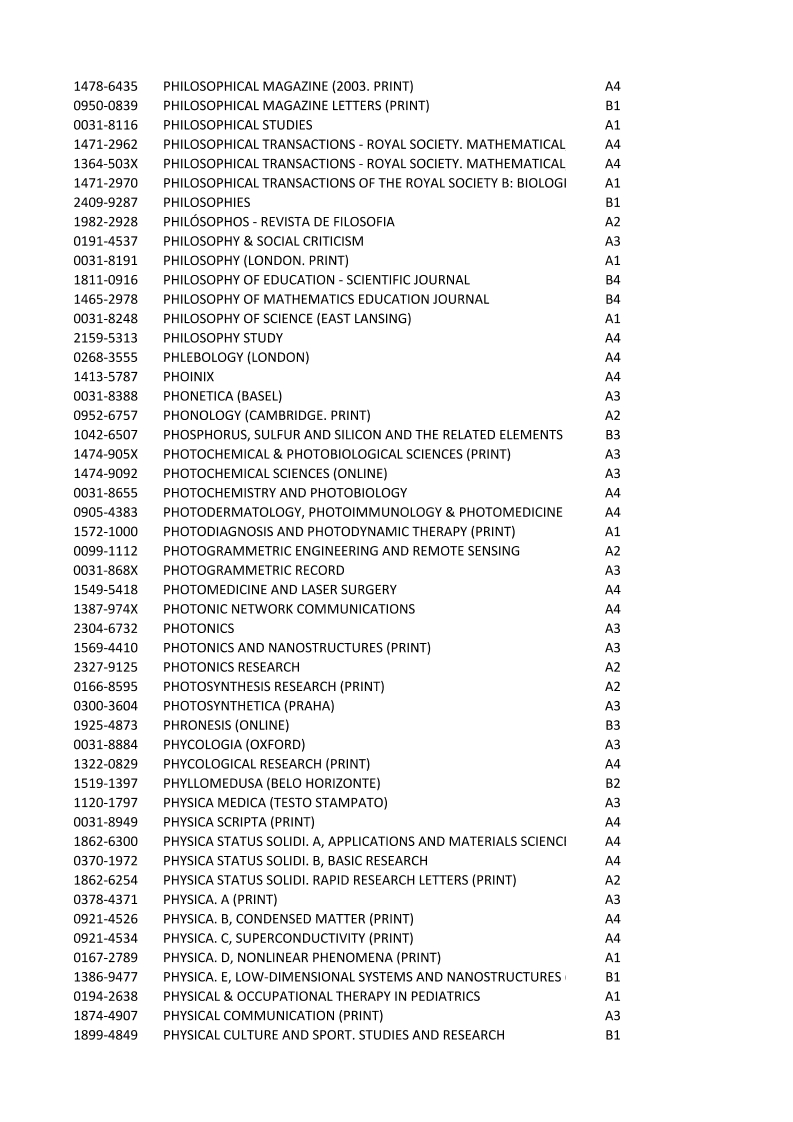 1478-6435 PHILOSOPHICAL MAGAZINE (2003. PRINT) A4
0950-0839 PHILOSOPHICAL MAGAZINE LETTERS (PRINT) B1
0031-8116 PHILOSOPHICAL STUDIES A1
1471-2962 PHILOSOPHICAL TRANSACTIONS - ROYAL SOCIETY. MATHEMATICAL A4
1364-503X PHILOSOPHICAL TRANSACTIONS - ROYAL SOCIETY. MATHEMATICAL A4
1471-2970 PHILOSOPHICAL TRANSACTIONS OF THE ROYAL SOCIETY B: BIOLOGI A1
2409-9287 PHILOSOPHIES B1
1982-2928 PHILÓSOPHOS - REVISTA DE FILOSOFIA A2
0191-4537 PHILOSOPHY & SOCIAL CRITICISM A3
0031-8191 PHILOSOPHY (LONDON. PRINT) A1
1811-0916 PHILOSOPHY OF EDUCATION - SCIENTIFIC JOURNAL B4
1465-2978 PHILOSOPHY OF MATHEMATICS EDUCATION JOURNAL B4
0031-8248 PHILOSOPHY OF SCIENCE (EAST LANSING) A1
2159-5313 PHILOSOPHY STUDY A4
0268-3555 PHLEBOLOGY (LONDON) A4
1413-5787 PHOINIX A4
0031-8388 PHONETICA (BASEL) A3
0952-6757 PHONOLOGY (CAMBRIDGE. PRINT) A2
1042-6507 PHOSPHORUS, SULFUR AND SILICON AND THE RELATED ELEMENTS B3
1474-905X PHOTOCHEMICAL & PHOTOBIOLOGICAL SCIENCES (PRINT) A3
1474-9092 PHOTOCHEMICAL SCIENCES (ONLINE) A3
0031-8655 PHOTOCHEMISTRY AND PHOTOBIOLOGY A4
0905-4383 PHOTODERMATOLOGY, PHOTOIMMUNOLOGY & PHOTOMEDICINE A4
1572-1000 PHOTODIAGNOSIS AND PHOTODYNAMIC THERAPY (PRINT) A1
0099-1112 PHOTOGRAMMETRIC ENGINEERING AND REMOTE SENSING A2
0031-868X PHOTOGRAMMETRIC RECORD A3
1549-5418 PHOTOMEDICINE AND LASER SURGERY A4
1387-974X PHOTONIC NETWORK COMMUNICATIONS A4
2304-6732 PHOTONICS A3
1569-4410 PHOTONICS AND NANOSTRUCTURES (PRINT) A3
2327-9125 PHOTONICS RESEARCH A2
0166-8595 PHOTOSYNTHESIS RESEARCH (PRINT) A2
0300-3604 PHOTOSYNTHETICA (PRAHA) A3
1925-4873 PHRONESIS (ONLINE) B3
0031-8884 PHYCOLOGIA (OXFORD) A3
1322-0829 PHYCOLOGICAL RESEARCH (PRINT) A4
1519-1397 PHYLLOMEDUSA (BELO HORIZONTE) B2
1120-1797 PHYSICA MEDICA (TESTO STAMPATO) A3
0031-8949 PHYSICA SCRIPTA (PRINT) A4
1862-6300 PHYSICA STATUS SOLIDI. A, APPLICATIONS AND MATERIALS SCIENC A4
0370-1972 PHYSICA STATUS SOLIDI. B, BASIC RESEARCH A4
1862-6254 PHYSICA STATUS SOLIDI. RAPID RESEARCH LETTERS (PRINT) A2
0378-4371 PHYSICA. A (PRINT) A3
0921-4526 PHYSICA. B, CONDENSED MATTER (PRINT) A4
0921-4534 PHYSICA. C, SUPERCONDUCTIVITY (PRINT) A4
0167-2789 PHYSICA. D, NONLINEAR PHENOMENA (PRINT) A1
1386-9477 PHYSICA. E, LOW-DIMENSIONAL SYSTEMS AND NANOSTRUCTURES ( B1
0194-2638 PHYSICAL & OCCUPATIONAL THERAPY IN PEDIATRICS A1
1874-4907 PHYSICAL COMMUNICATION (PRINT) A3
1899-4849 PHYSICAL CULTURE AND SPORT. STUDIES AND RESEARCH B1